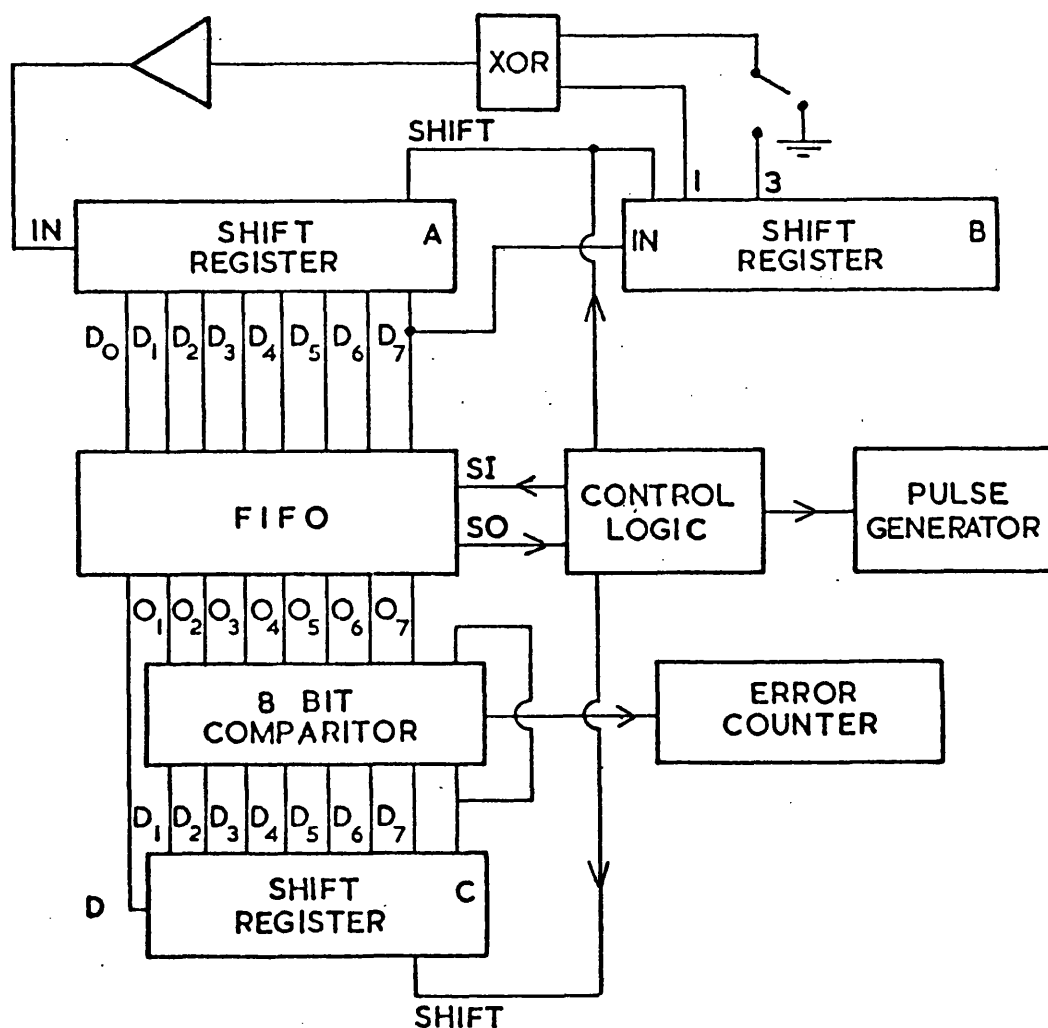 XOR
SHIFT
1 3
IN
SHIFT
REGISTER
A
IN
SHIFT
REGISTER
B
D0 D1 D2 D3 D4 D5 D6 D7
FIFO
SI
SO
CONTROL
LOGIC
PULSE
GENERATOR
O1 O2 O3 O4 O5 O6 O7
8 BIT
COMPARITOR
ERROR
COUNTER
D1 D2 D3 D4 D5 D6 D7
D
SHIFT
REGISTER
C
SHIFT